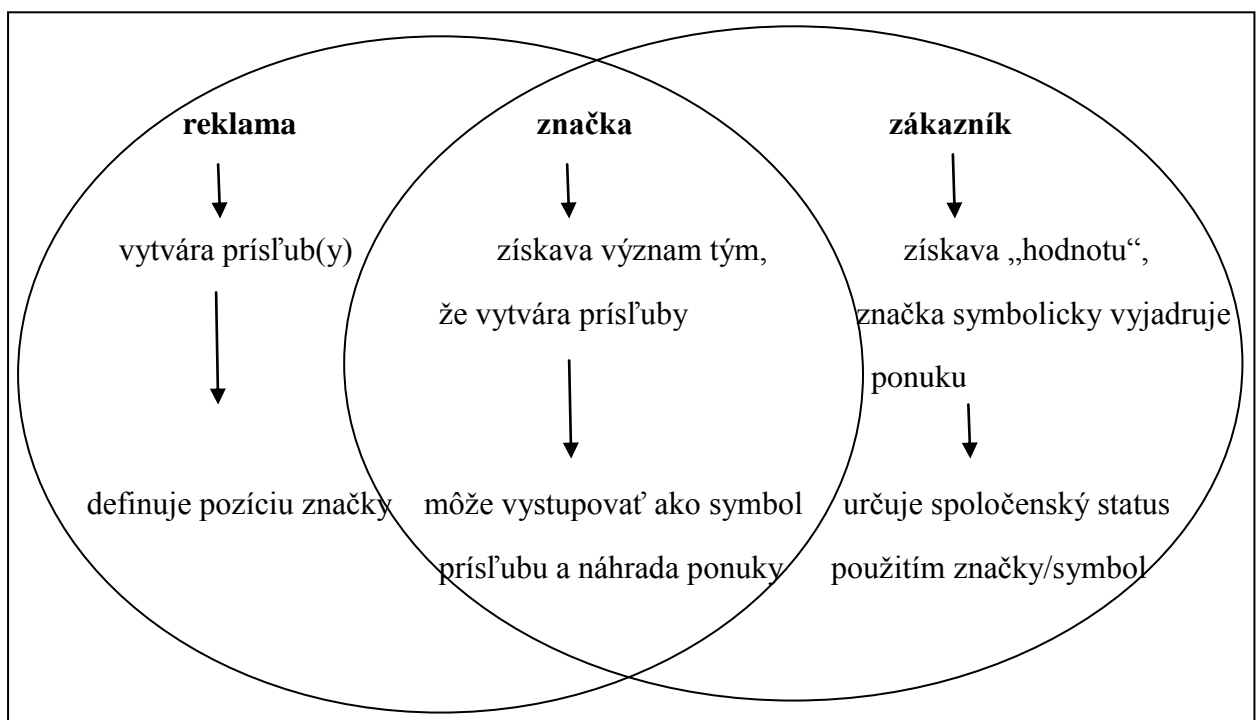 reklama
vytvára prísľub(y)
definuje pozíciu značky
značka
získava význam tým,
že vytvára prísľuby
môže vystupovať ako symbol
prísľubu a náhrada ponuky
zákazník
získava „hodnotu“,
značka symbolicky vyjadruje
ponuku
určuje spoločenský status
použitím značky/symbol